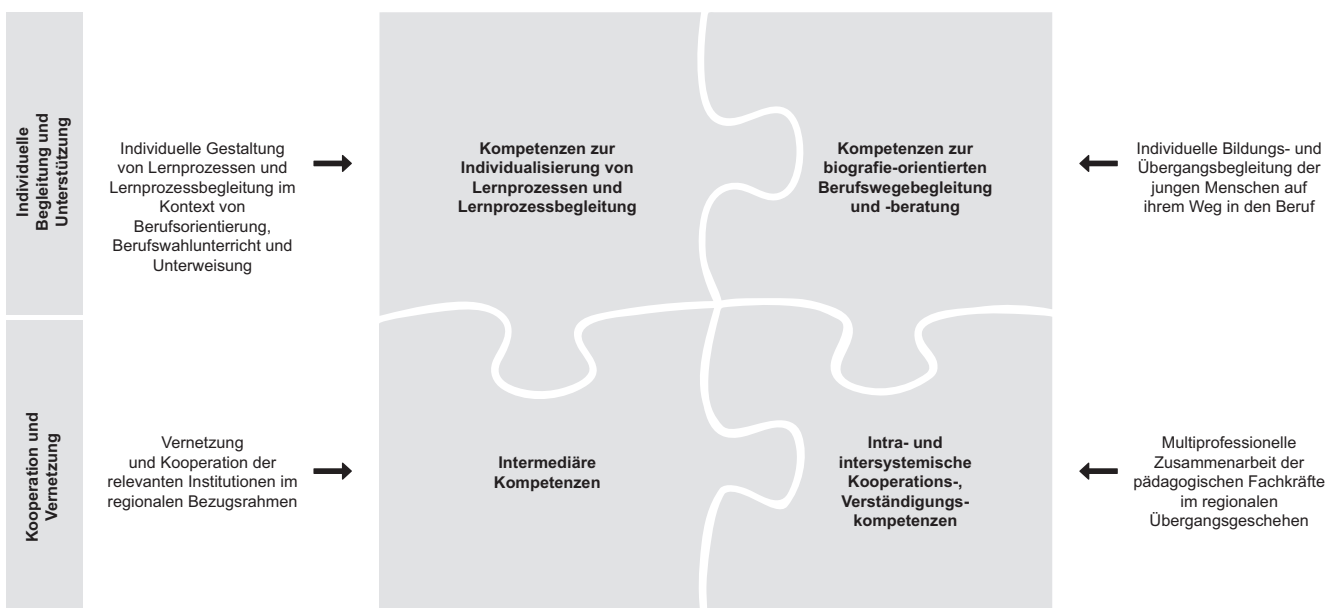 Individuelle
Begleitung und
Unterstützung
Individuelle Gestaltung
von Lernprozessen und
Lernprozessbegleitung im
Kontext von
Berufsorientierung,
Berufswahlunterricht und
Unterweisung
Kompetenzen zur
Individualisierung von
Lernprozessen und
Lernprozessbegleitung
Kompetenzen zur
biografie-orientierten
Berufswegebegleitung
und -beratung
Individuelle Bildungs- und
Übergangsbegleitung der
jungen Menschen auf
ihrem Weg in den Beruf
Kooperation und
Vernetzung
Vernetzung
und Kooperation der
relevanten Institutionen im
regionalen Bezugsrahmen
Intermediäre
Kompetenzen
Intra- und
intersystemische
Kooperations-,
Verständigungs-
kompetenzen
Multiprofessionelle
Zusammenarbeit der
pädagogischen Fachkräfte
im regionalen
Übergangsgeschehen